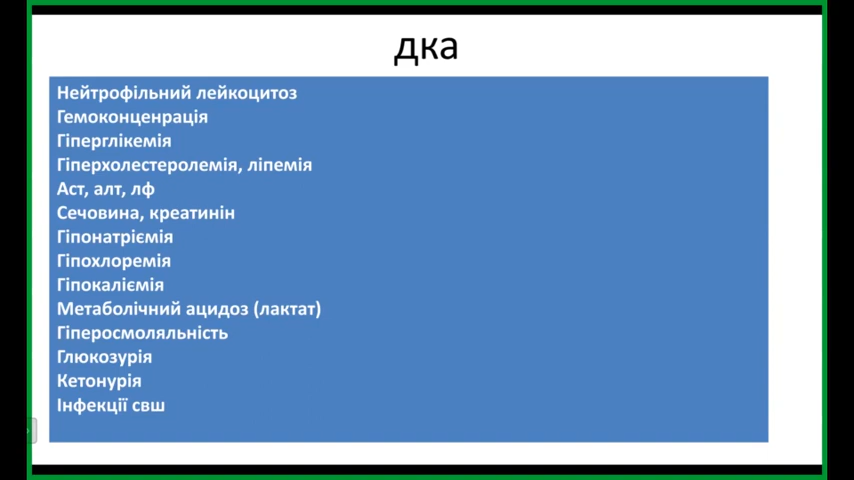 дка
Нейтрофільний лейкоцитоз
Гемоконценрація
Гіперглікемія
Гіперхолестеролемія, ліпемія
Аст, алт, лф
Сечовина, креатинін
Гіпонатріємія
Гіпохлоремія
Гіпокаліємія
Метаболічний ацидоз (лактат)
Гіперосмоляльність
Глюкозурія
Кетонурія
Інфекції свш